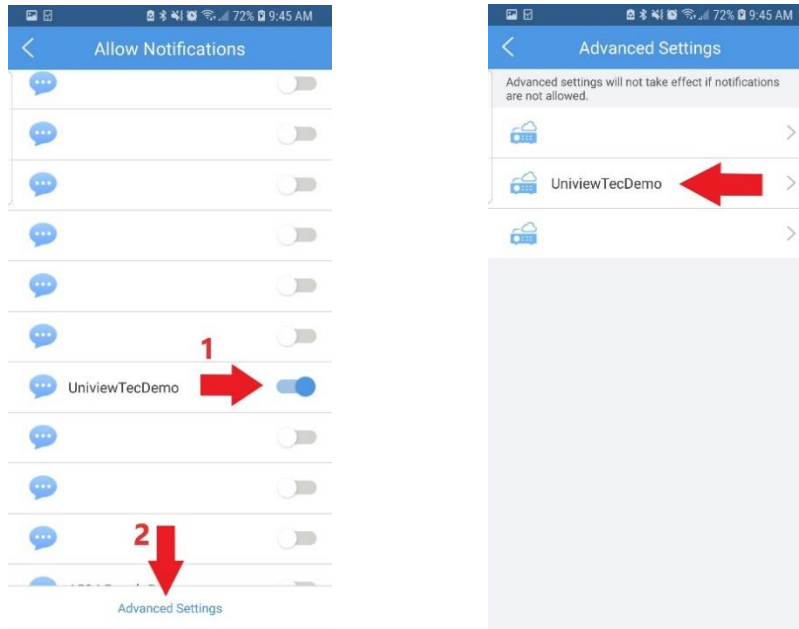 72% 9:45 AM
Allow Notifications
1
UniviewTecDemo
2
Advanced Settings
72% 9:45 AM
Advanced Settings
Advanced settings will not take effect if notifications
are not allowed.
UniviewTecDemo